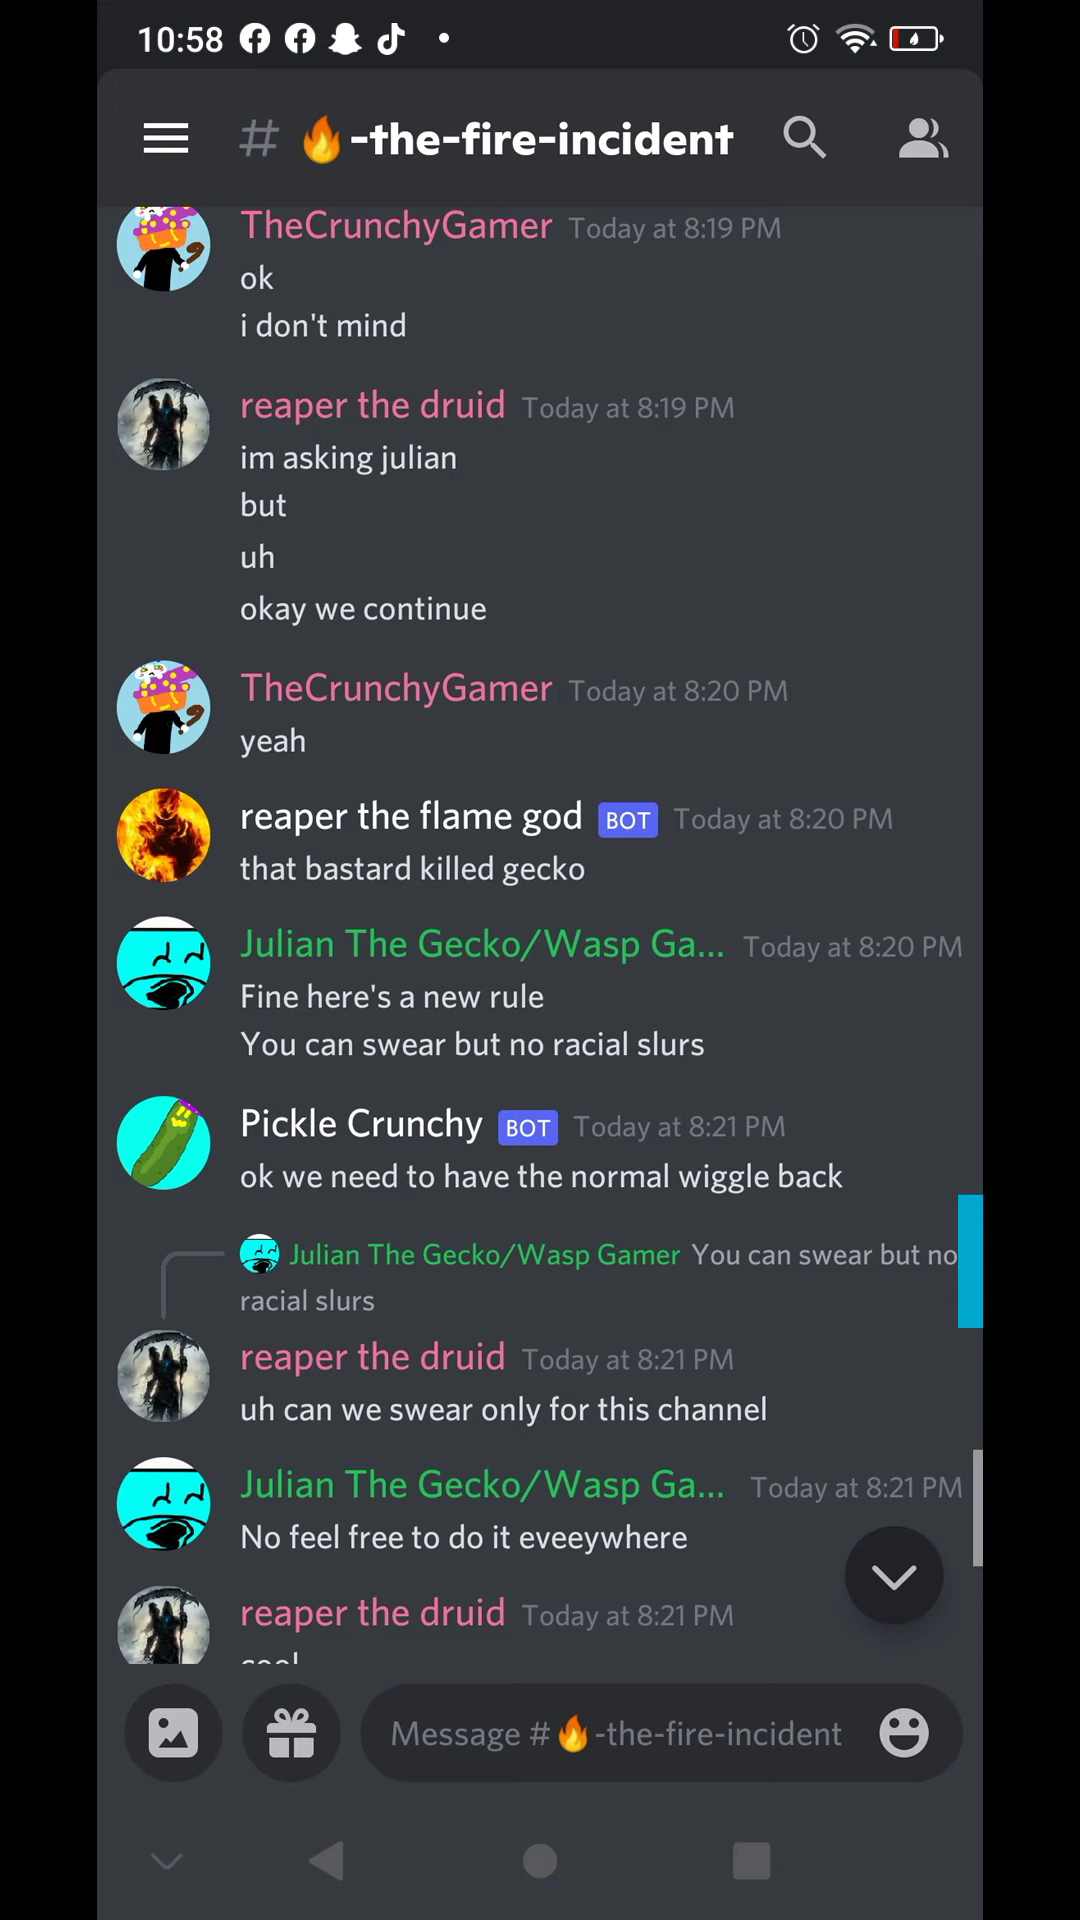 10:58
# 🔥-the-fire-incident
TheCrunchyGamer Today at 8:19 PM
ok
i don't mind
reaper the druid Today at 8:19 PM
im asking julian
but
uh
okay we continue
TheCrunchyGamer Today at 8:20 PM
yeah
reaper the flame god BOT Today at 8:20 PM
that bastard killed gecko
Julian The Gecko/Wasp Ga... Today at 8:20 PM
Fine here's a new rule
You can swear but no racial slurs
Pickle Crunchy BOT Today at 8:21 PM
ok we need to have the normal wiggle back
Julian The Gecko/Wasp Gamer You can swear but no
racial slurs
reaper the druid Today at 8:21 PM
uh can we swear only for this channel
Julian The Gecko/Wasp Ga... Today at 8:21 PM
No feel free to do it eveeywhere
reaper the druid Today at 8:21 PM
cool
Message #🔥-the-fire-incident